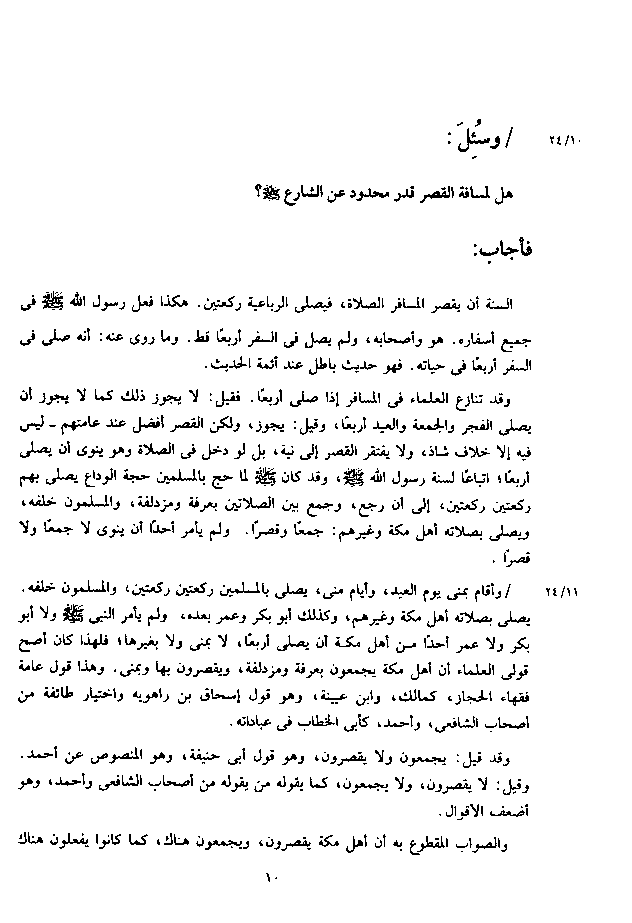 ٢٤/١٠ / وسُئِلَ :
هل لمسافة القصر قدر محدود عن الشارع ﷺ؟
فأجاب:
السنة أن يقصر المسافر الصلاة، فيصلى الرباعية ركعتين. هكذا فعل رسول الله ﷺ فى
جميع أسفاره. هو وأصحابه، ولم يصل فى السفر أربعًا قط. وما روى عنه: أنه صلى فى
السفر أربعًا فى حياته. فهو حديث باطل عند أئمة الحديث.
وقد تنازع العلماء فى المسافر إذا صلى أربعًا. فقيل: لا يجوز ذلك كما لا يجوز أن
يصلى الفجر والجمعة والعيد أربعًا، وقيل: يجوز، ولكن القصر أفضل عند عامتهم ـ ليس
فيه إلا خلاف شاذ، ولا يفتقر القصر إلى نية، بل لو دخل فى الصلاة وهو ينوى أن يصلى
أربعًا؛ اتباعًا لسنة رسول الله ﷺ، وقد كان ﷺ لما حج بالمسلمين حجة الوداع يصلى بهم
ركعتين ركعتين، إلى أن رجع، وجمع بين الصلاتين بعرفة ومزدلفة، والمسلمون خلفه،
ويصلى بصلاته أهل مكة وغيرهم: جمعًا وقصرًا. ولم يأمر أحدًا أن ينوى لا جمعًا ولا
قصرًا .
٢٤/١١ / وأقام بمنى يوم العيد، وأيام منى، يصلى بالمسلمين ركعتين ركعتين، والمسلمون خلفه.
يصلى بصلاته أهل مكة وغيرهم، وكذلك أبو بكر وعمر بعده، ولم يأمر النبي ﷺ ولا أبو
بكر ولا عمر أحدًا مـن أهل مكـة أن يصلى أربعًا، لا بمنى ولا بغيرها؛ فلهذا كان أصح
قولى العلماء أن أهل مكة يجمعون بعرفة ومزدلفة، ويقصرون بها وبمنى. وهذا قول عامة
فقهاء الحجاز، كمالك، وابن عيينة، وهو قول إسحاق بن راهويه واختيار طائفة من
أصحاب الشافعى، وأحمد، كأبى الخطاب فى عباداته.
وقد قيل: يجمعون ولا يقصرون، وهو قول أبى حنيفة، وهو المنصوص عن أحمد.
وقيل: لا يقصرون، ولا يجمعون، كما يقوله من يقوله من أصحاب الشافعى وأحمد، وهو
أضعف الأقوال.
والصواب المقطوع به أن أهل مكة يقصرون، ويجمعون هناك، كما كانوا يفعلون هناك
١٠